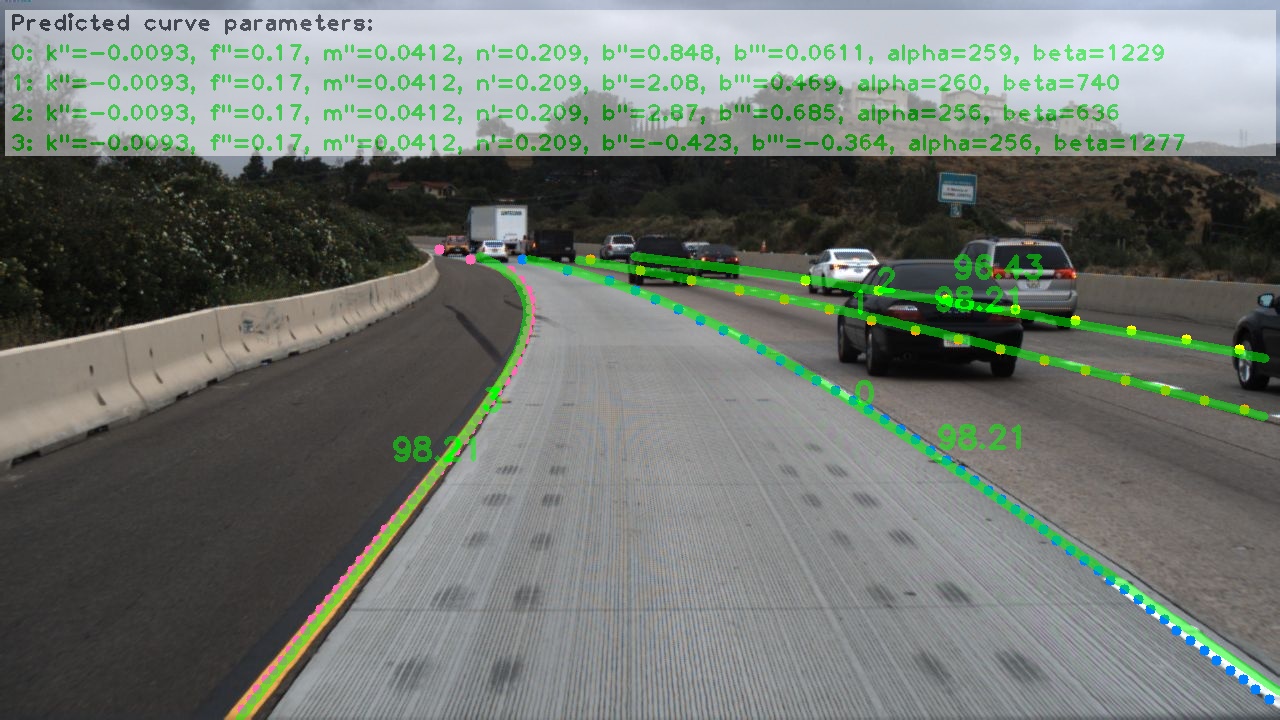 Predicted curve parameters:
0: k''=-0.0093, f''=0.17, m''=0.0412, n'=0.209, b''=0.848, b'''=0.0611, alpha=259, beta=1229
1: k''=-0.0093, f''=0.17, m''=0.0412, n'=0.209, b''=2.08, b'''=0.469, alpha=260, beta=740
2: k''=-0.0093, f''=0.17, m''=0.0412, n'=0.209, b''=2.87, b'''=0.685, alpha=256, beta=636
3: k''=-0.0093, f''=0.17, m''=0.0412, n'=0.209, b''=-0.423, b'''=-0.364, alpha=256, beta=1277
96.43
2
98.21
1
0
3
98.21
98.21